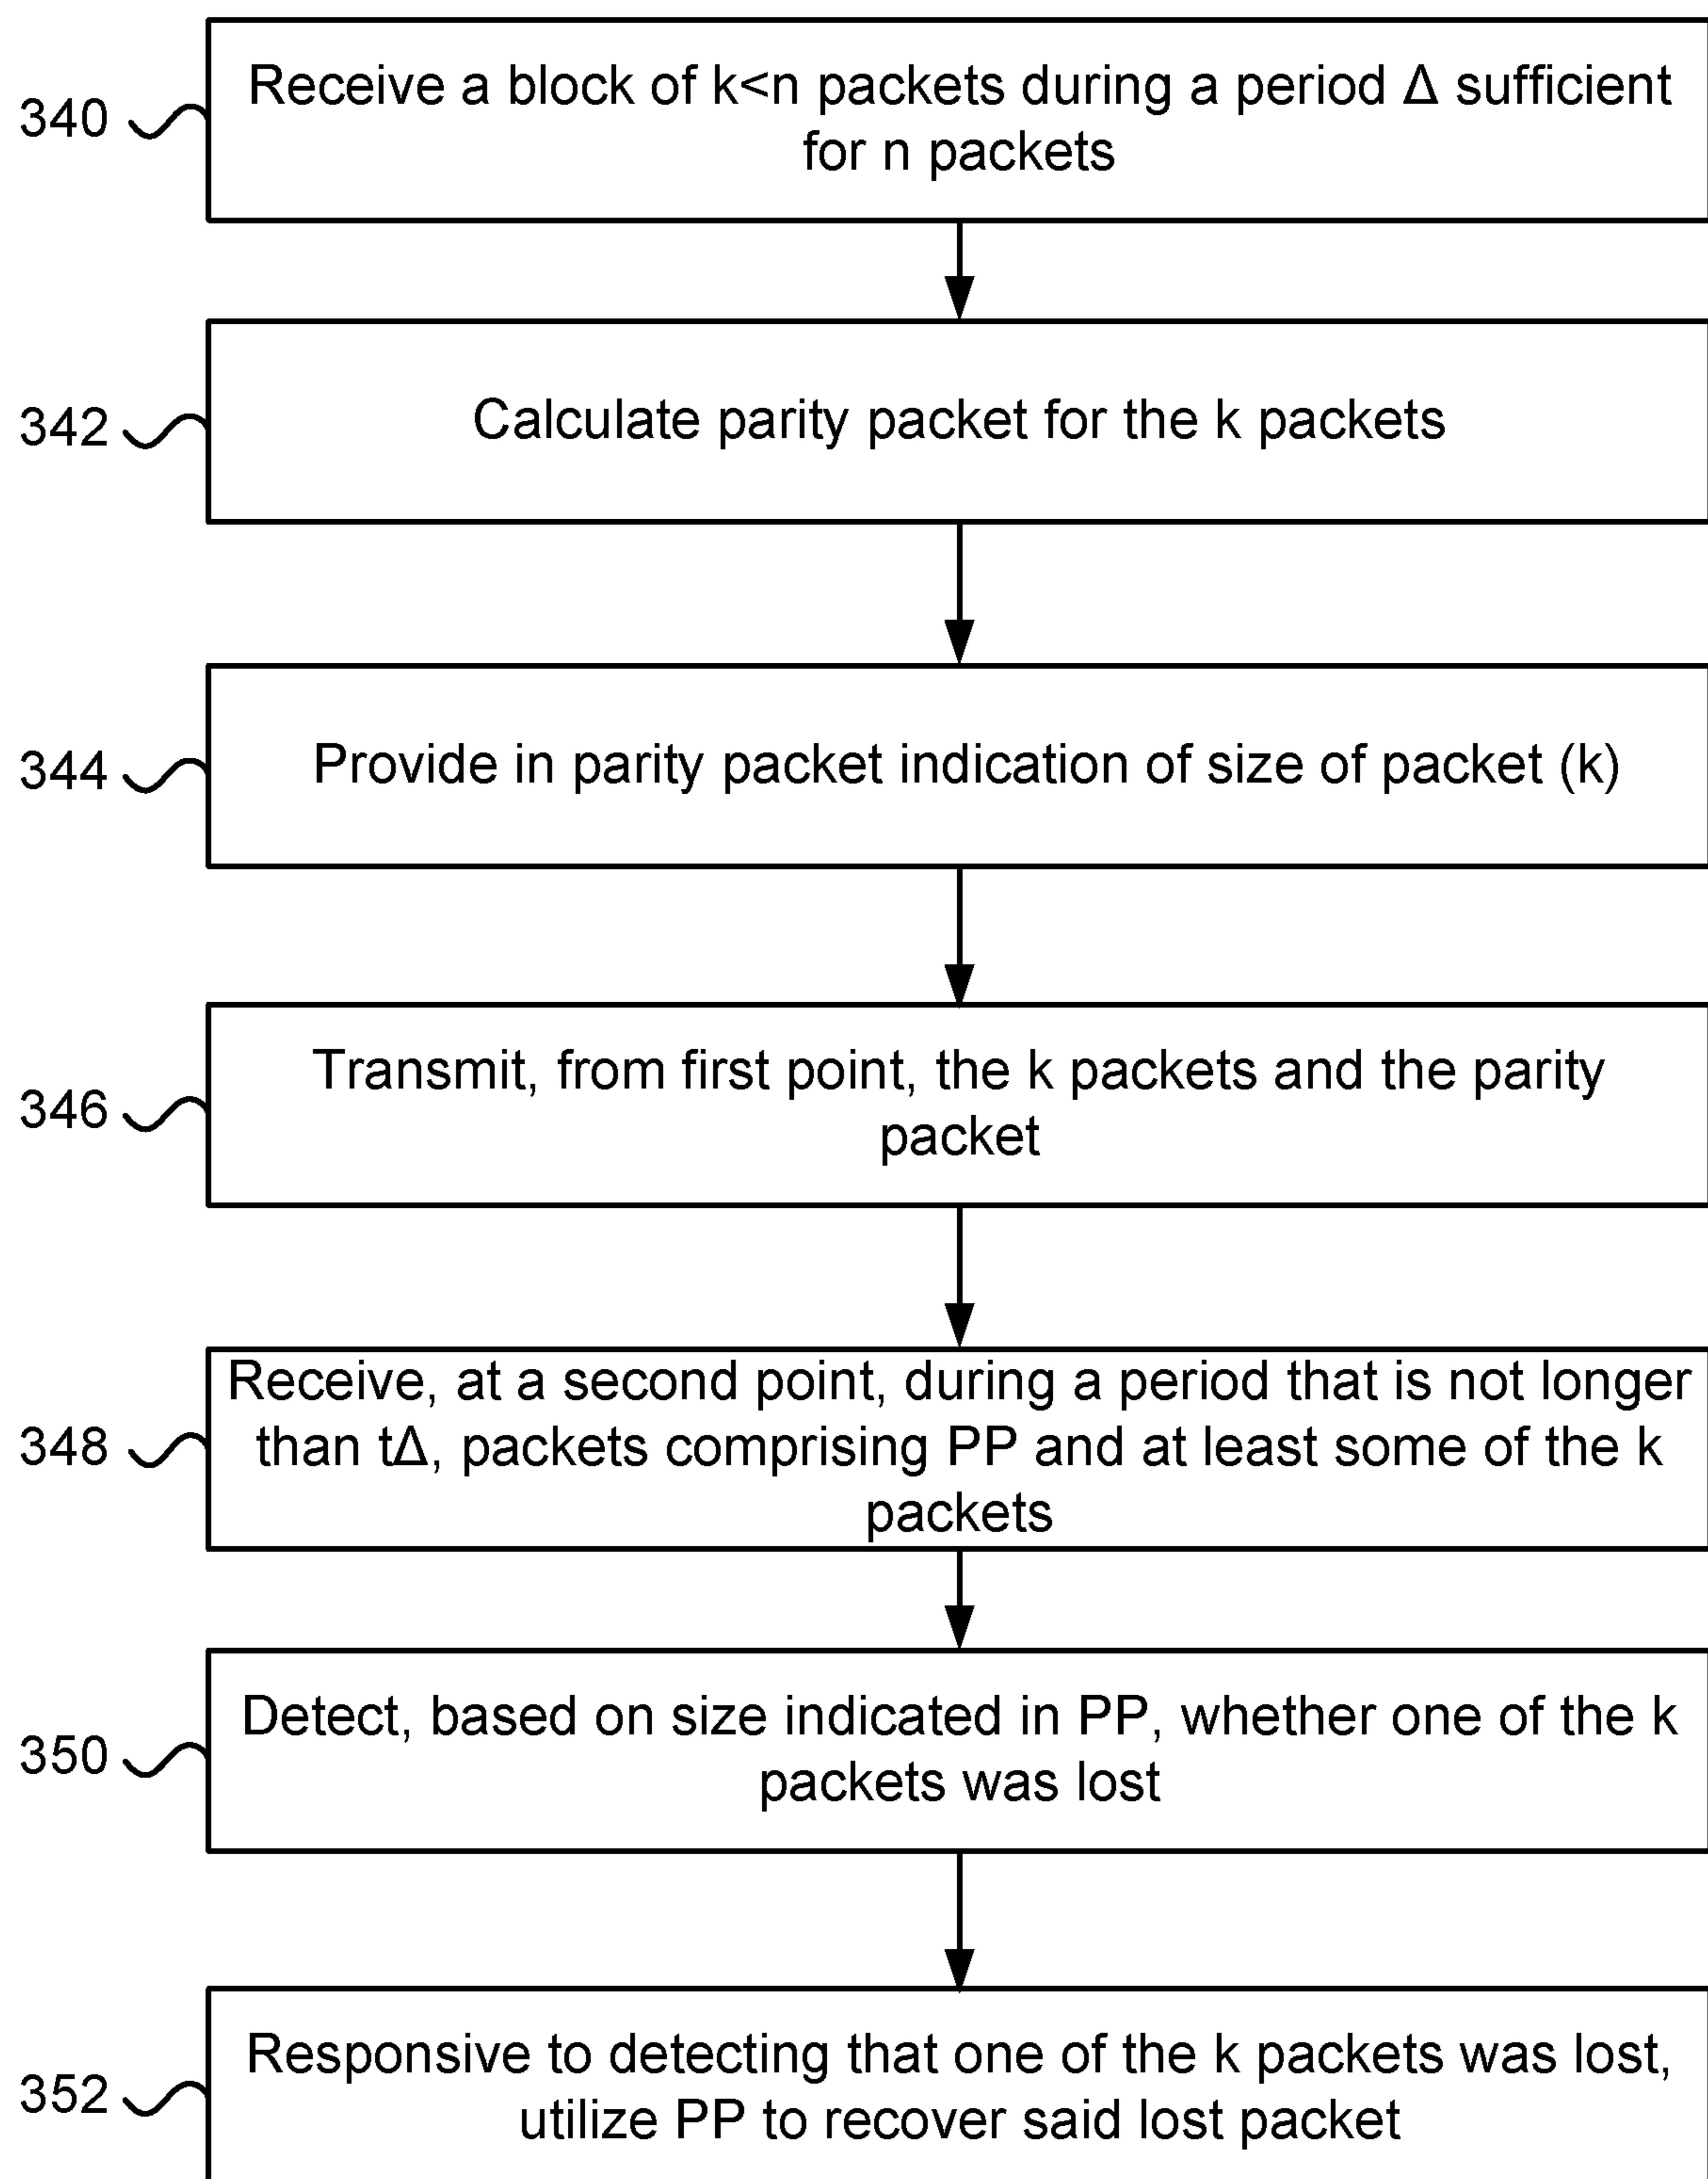 Receive a block of k<n packets during a period Δ sufficient
for n packets
340
Calculate parity packet for the k packets
342
Provide in parity packet indication of size of packet (k)
344
Transmit, from first point, the k packets and the parity
packet
346
Receive, at a second point, during a period that is not longer
than tΔ, packets comprising PP and at least some of the k
packets
348
Detect, based on size indicated in PP, whether one of the k
packets was lost
350
Responsive to detecting that one of the k packets was lost,
utilize PP to recover said lost packet
352